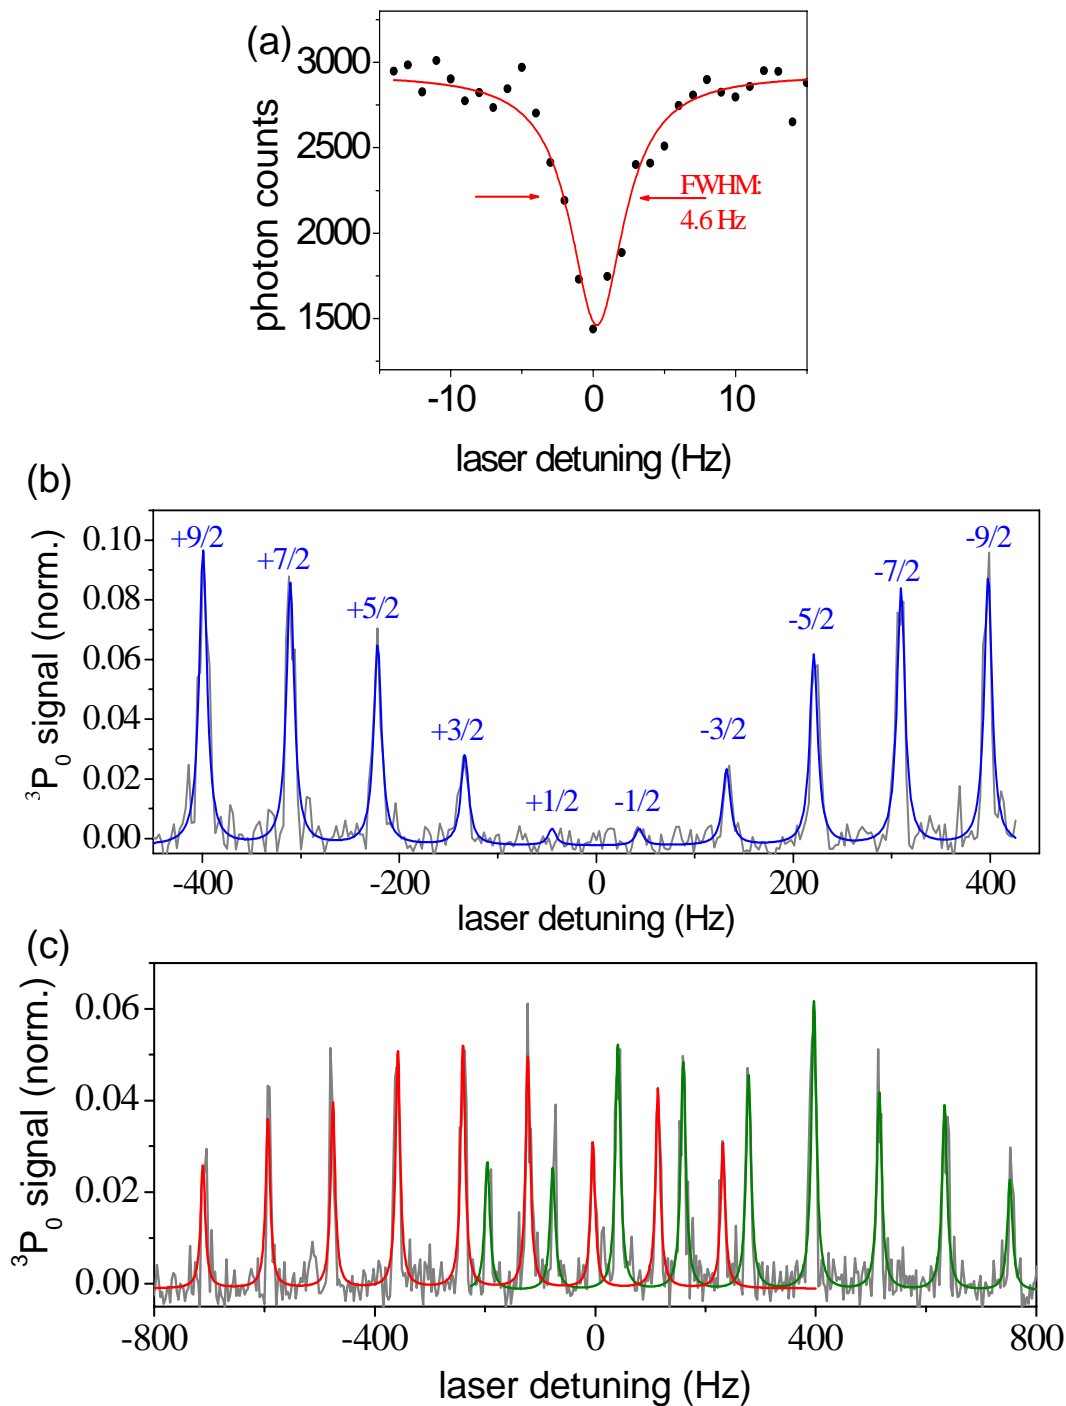 (a)
photon counts
3000
2500
2000
1500
FWHM:
4.6 Hz
-10 0 10
laser detuning (Hz)
(b)
³P₀ signal (norm.)
0.10
0.08
0.06
0.04
0.02
0.00
+9/2 +7/2 +5/2 +3/2 +1/2 -1/2 -3/2 -5/2 -7/2 -9/2
-400 -200 0 200 400
laser detuning (Hz)
(c)
³P₀ signal (norm.)
0.06
0.04
0.02
0.00
-800 -400 0 400 800
laser detuning (Hz)